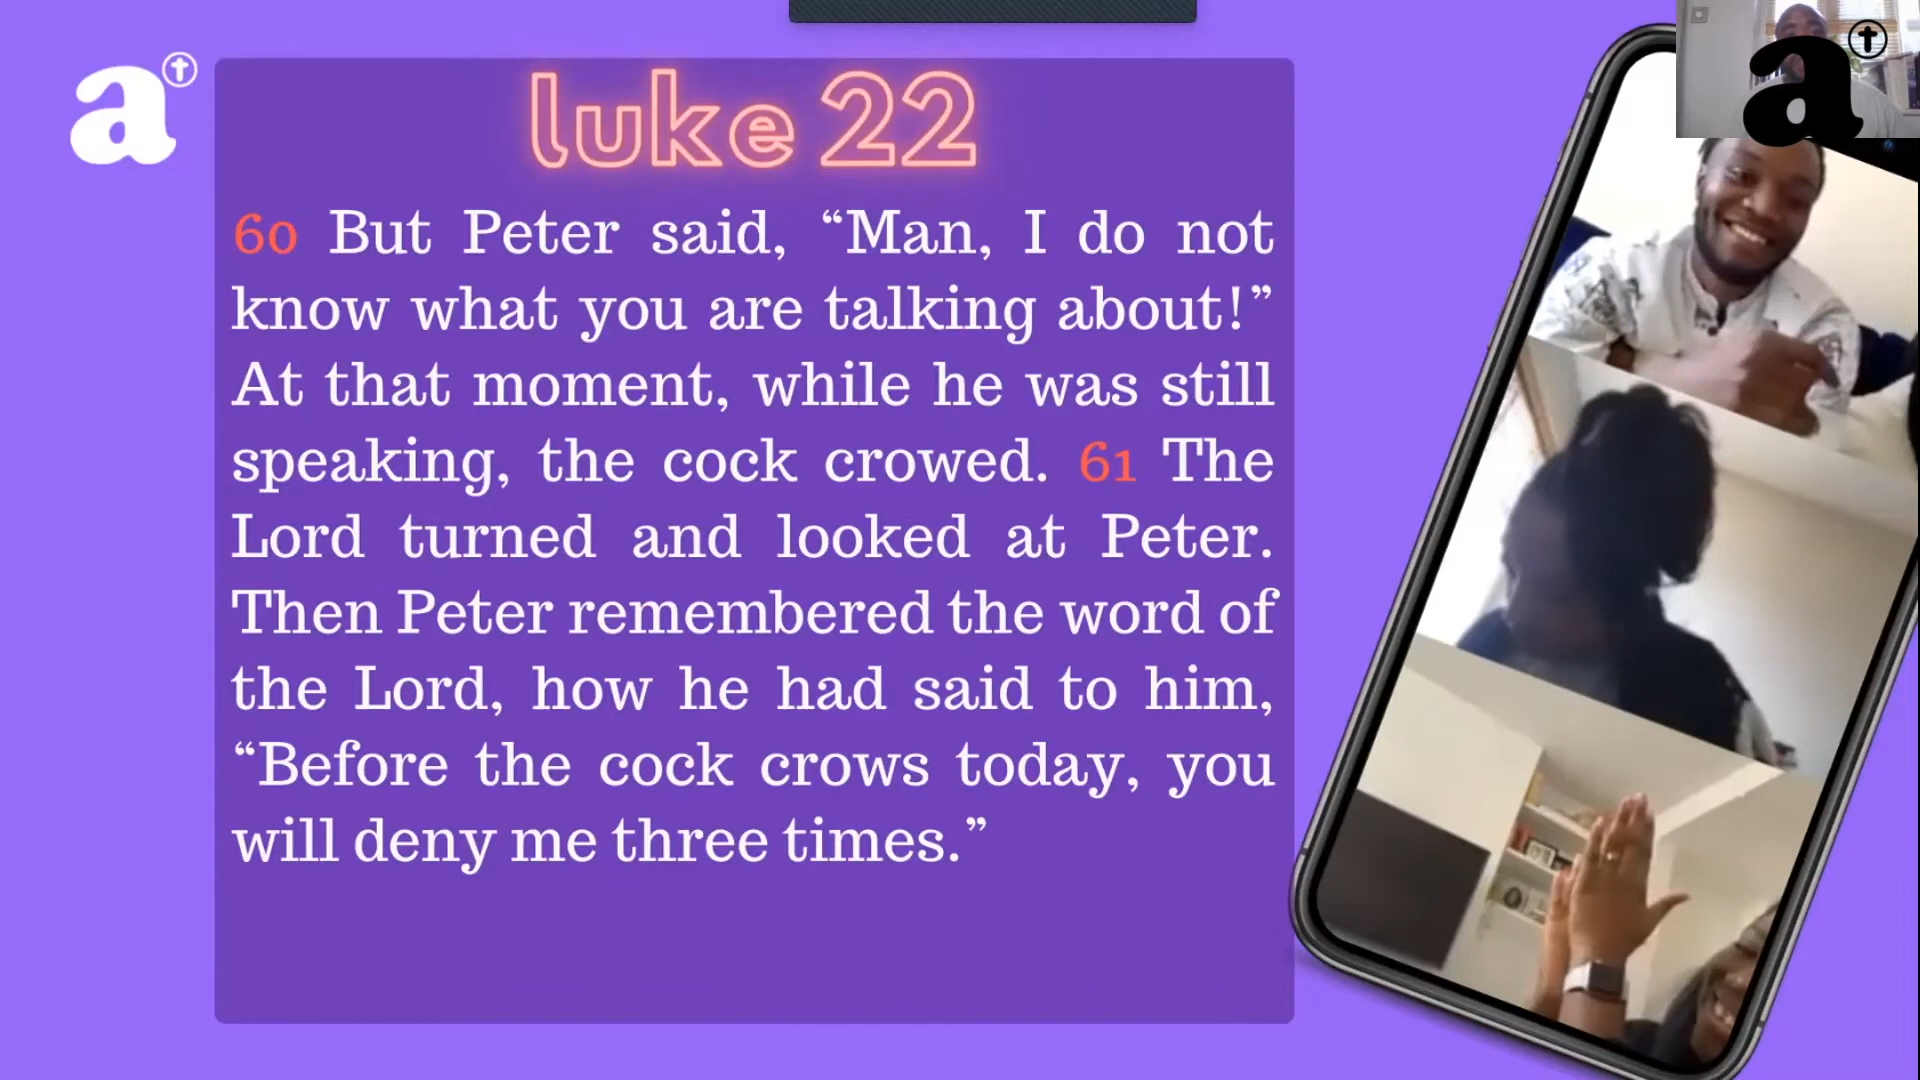 a
luke 22
60 But Peter said, “Man, I do not
know what you are talking about!”
At that moment, while he was still
speaking, the cock crowed. 61 The
Lord turned and looked at Peter.
Then Peter remembered the word of
the Lord, how he had said to him,
“Before the cock crows today, you
will deny me three times.”
a